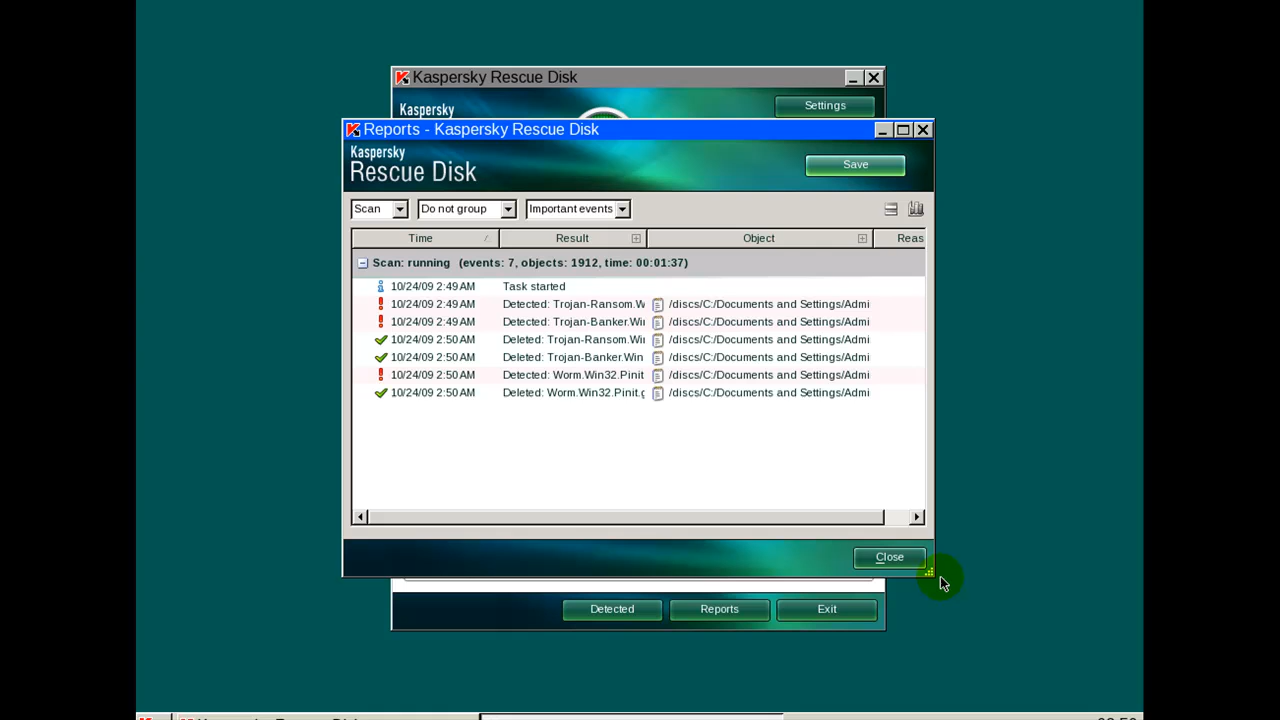 Kaspersky Rescue Disk
Kaspersky
Settings
Reports - Kaspersky Rescue Disk
Kaspersky
Rescue Disk
Save
Scan
Do not group
Important events
Time
Result
Object
Reas
Scan: running (events: 7, objects: 1912, time: 00:01:37)
10/24/09 2:49 AM Task started
10/24/09 2:49 AM Detected: Trojan-Ransom.W /discs/C:/Documents and Settings/Admi
10/24/09 2:49 AM Detected: Trojan-Banker.Win /discs/C:/Documents and Settings/Admi
10/24/09 2:50 AM Deleted: Trojan-Ransom.Win /discs/C:/Documents and Settings/Admi
10/24/09 2:50 AM Deleted: Trojan-Banker.Win /discs/C:/Documents and Settings/Admi
10/24/09 2:50 AM Detected: Worm.Win32.Pinit /discs/C:/Documents and Settings/Admi
10/24/09 2:50 AM Deleted: Worm.Win32.Pinit.g /discs/C:/Documents and Settings/Admi
Close
Detected
Reports
Exit